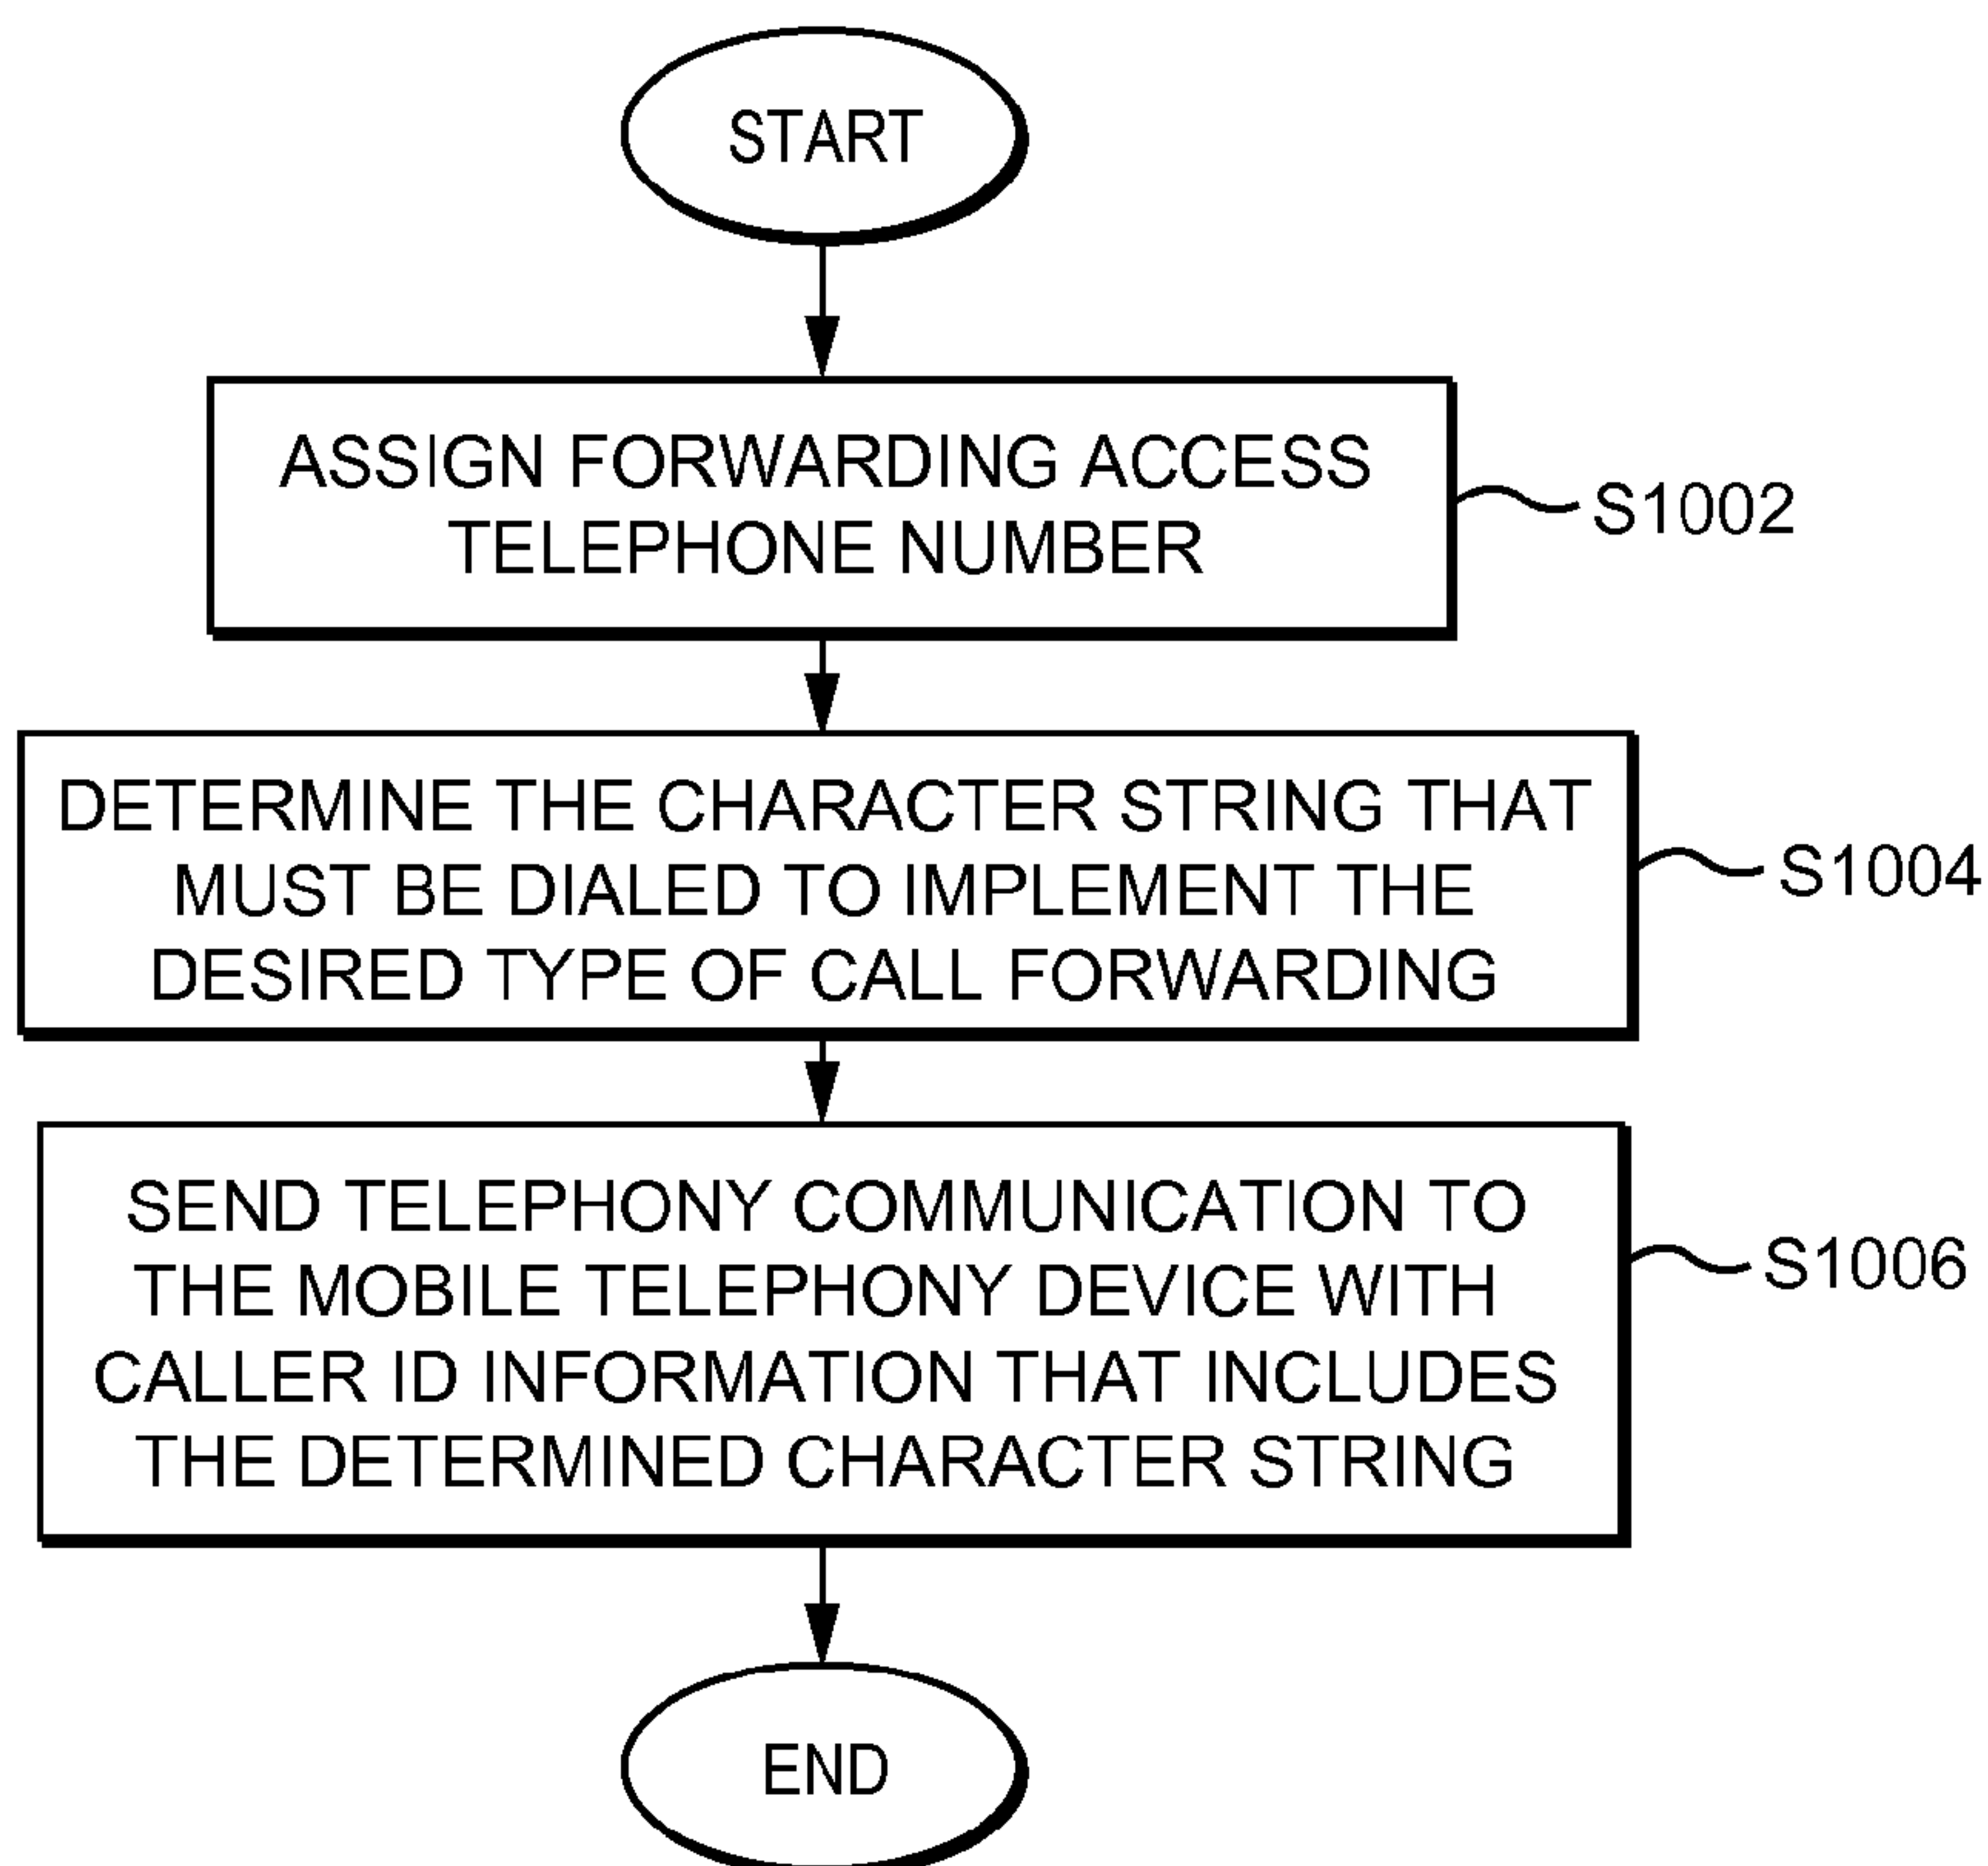 START
ASSIGN FORWARDING ACCESS
TELEPHONE NUMBER
S1002
DETERMINE THE CHARACTER STRING THAT
MUST BE DIALED TO IMPLEMENT THE
DESIRED TYPE OF CALL FORWARDING
S1004
SEND TELEPHONY COMMUNICATION TO
THE MOBILE TELEPHONY DEVICE WITH
CALLER ID INFORMATION THAT INCLUDES
THE DETERMINED CHARACTER STRING
S1006
END